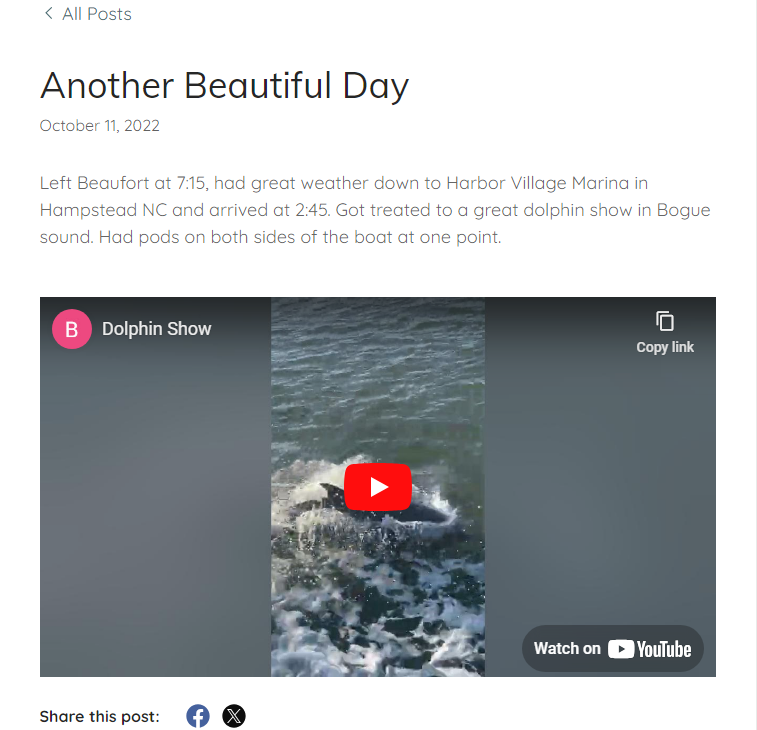 All Posts
Another Beautiful Day
October 11, 2022
Left Beaufort at 7:15, had great weather down to Harbor Village Marina in
Hampstead NC and arrived at 2:45. Got treated to a great dolphin show in Bogue
sound. Had pods on both sides of the boat at one point.
B Dolphin Show
Copy link
Watch on YouTube
Share this post: